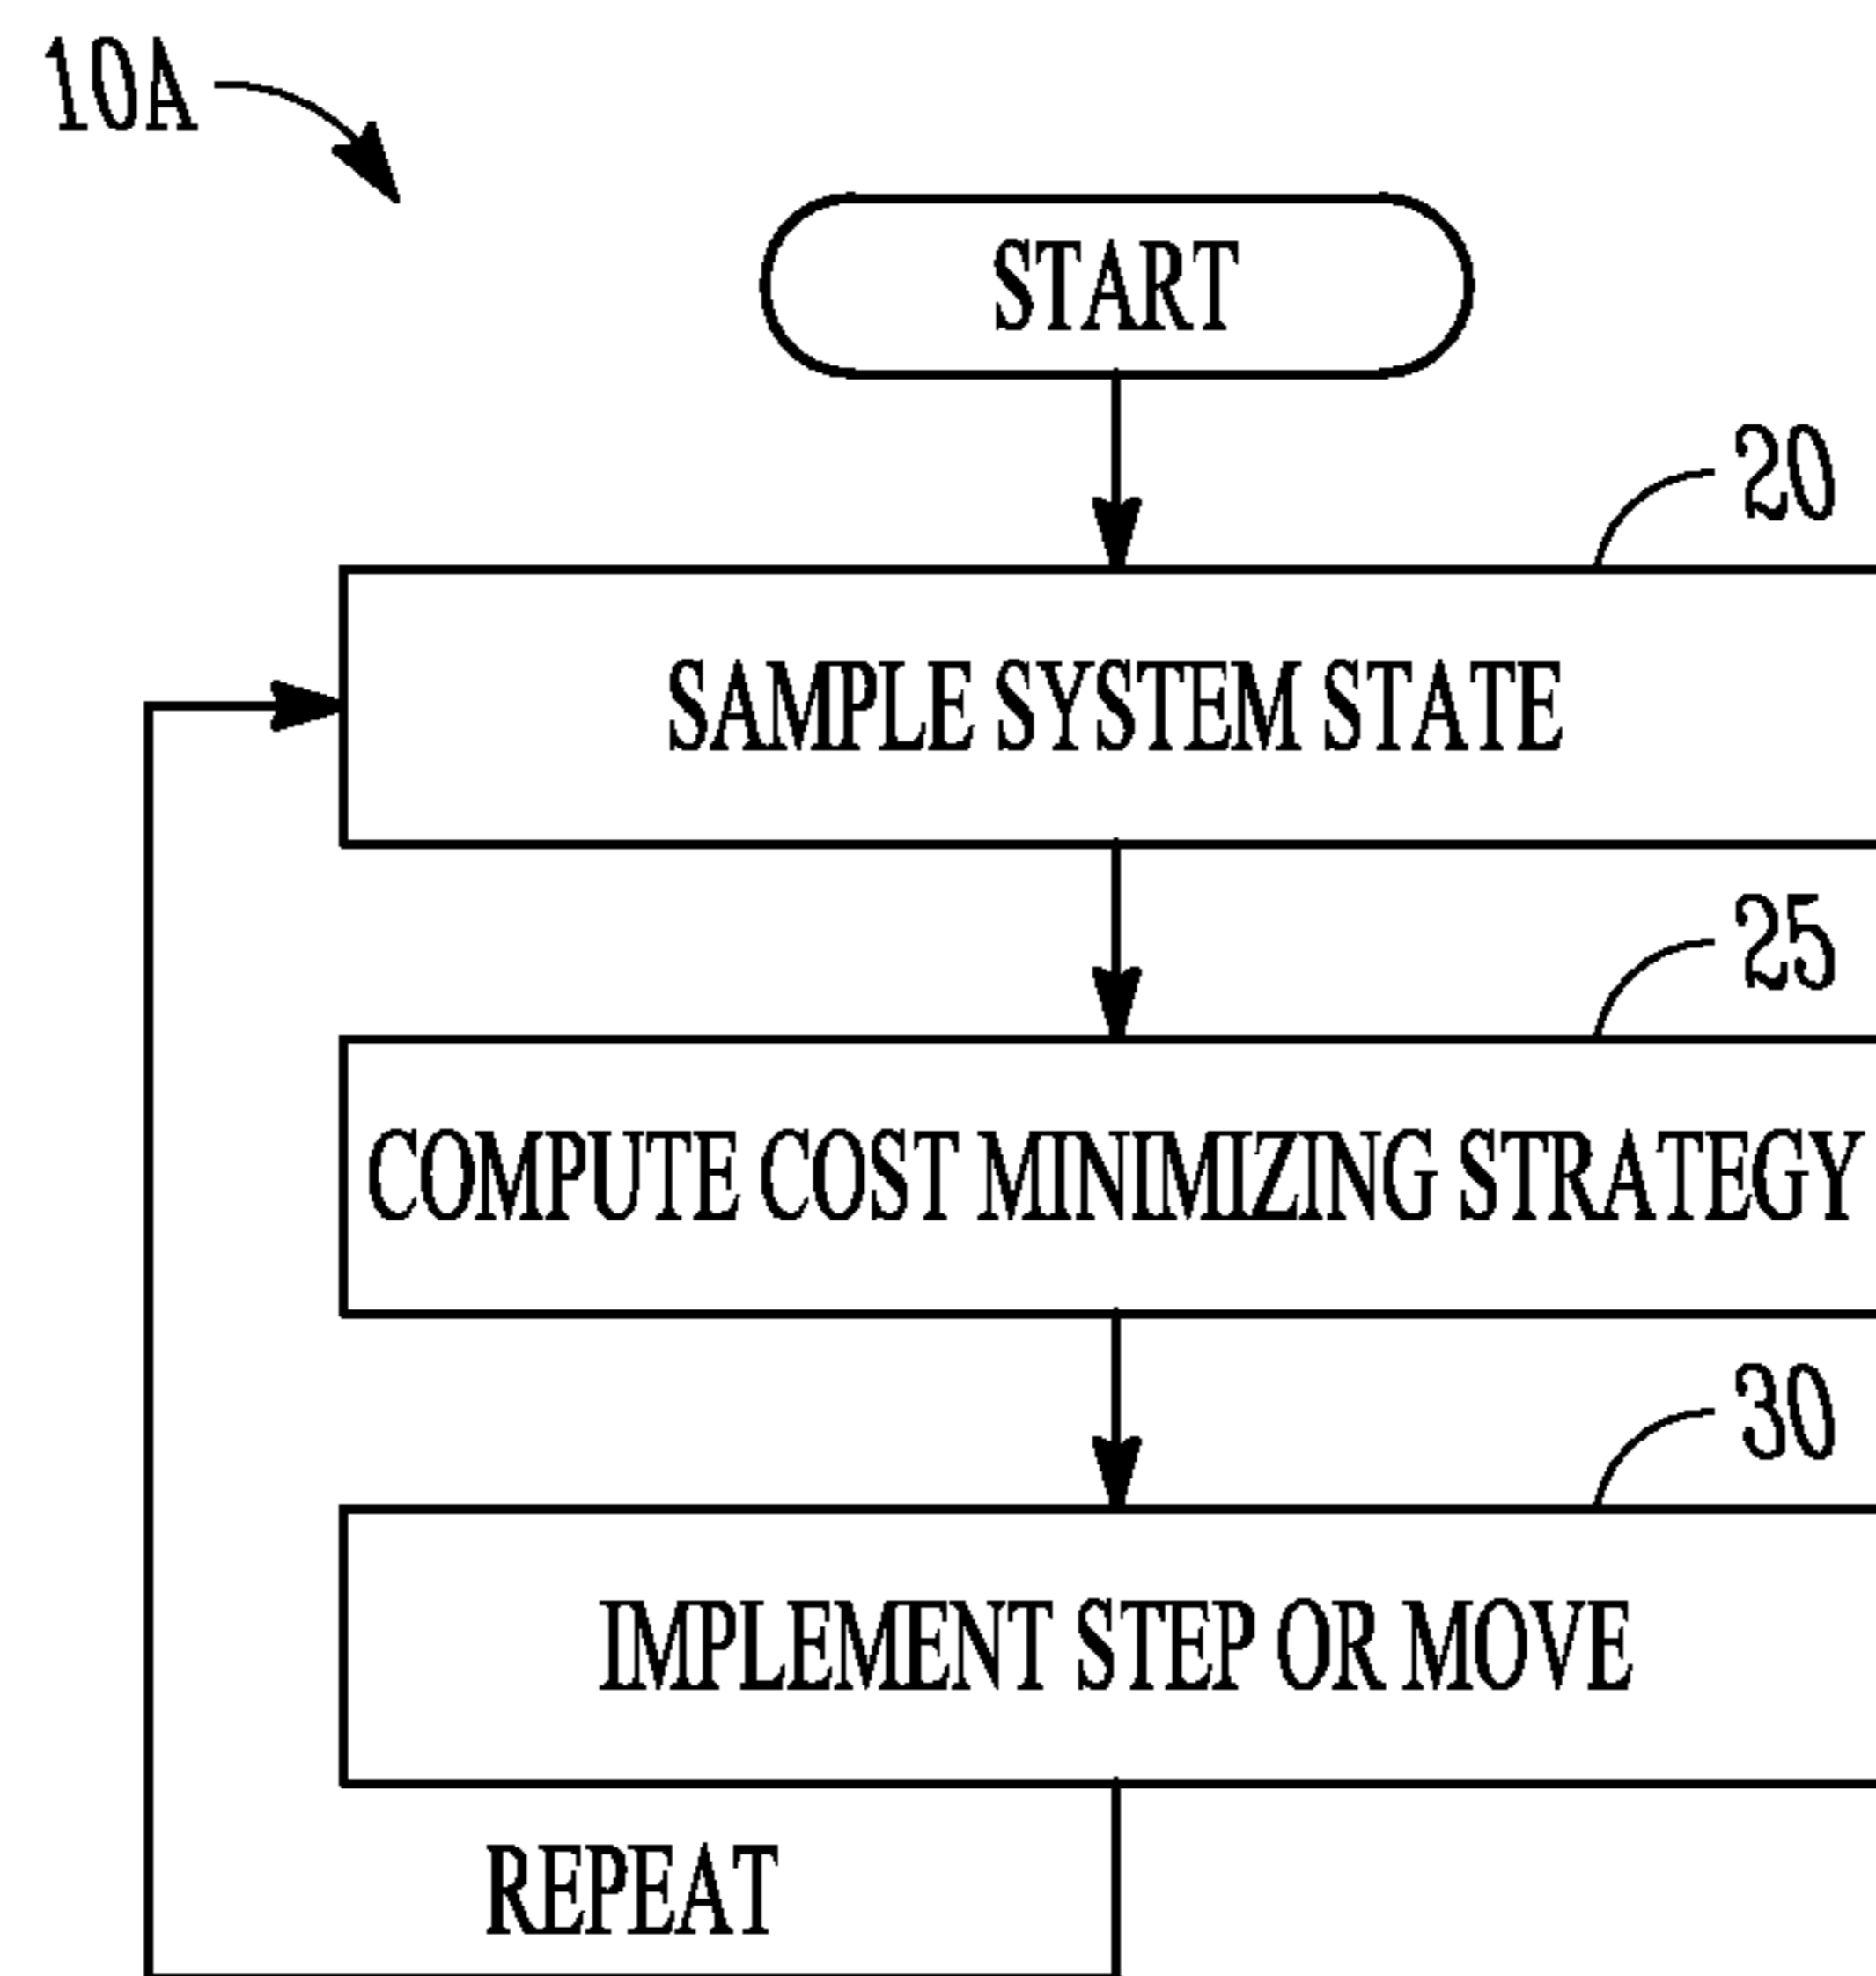 10A
START
20
SAMPLE SYSTEM STATE
25
COMPUTE COST MINIMIZING STRATEGY
30
IMPLEMENT STEP OR MOVE
REPEAT